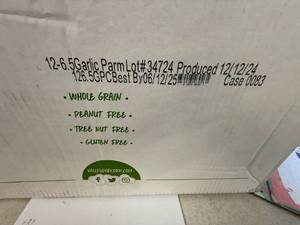 12-6.5Garlic Parm Lot# 34724 Produced 12/12/24
126.5GPCBest By06/12/25 Case 0083
• WHOLE GRAIN •
• PEANUT FREE •
• TREE NUT FREE •
• GLUTEN FREE •